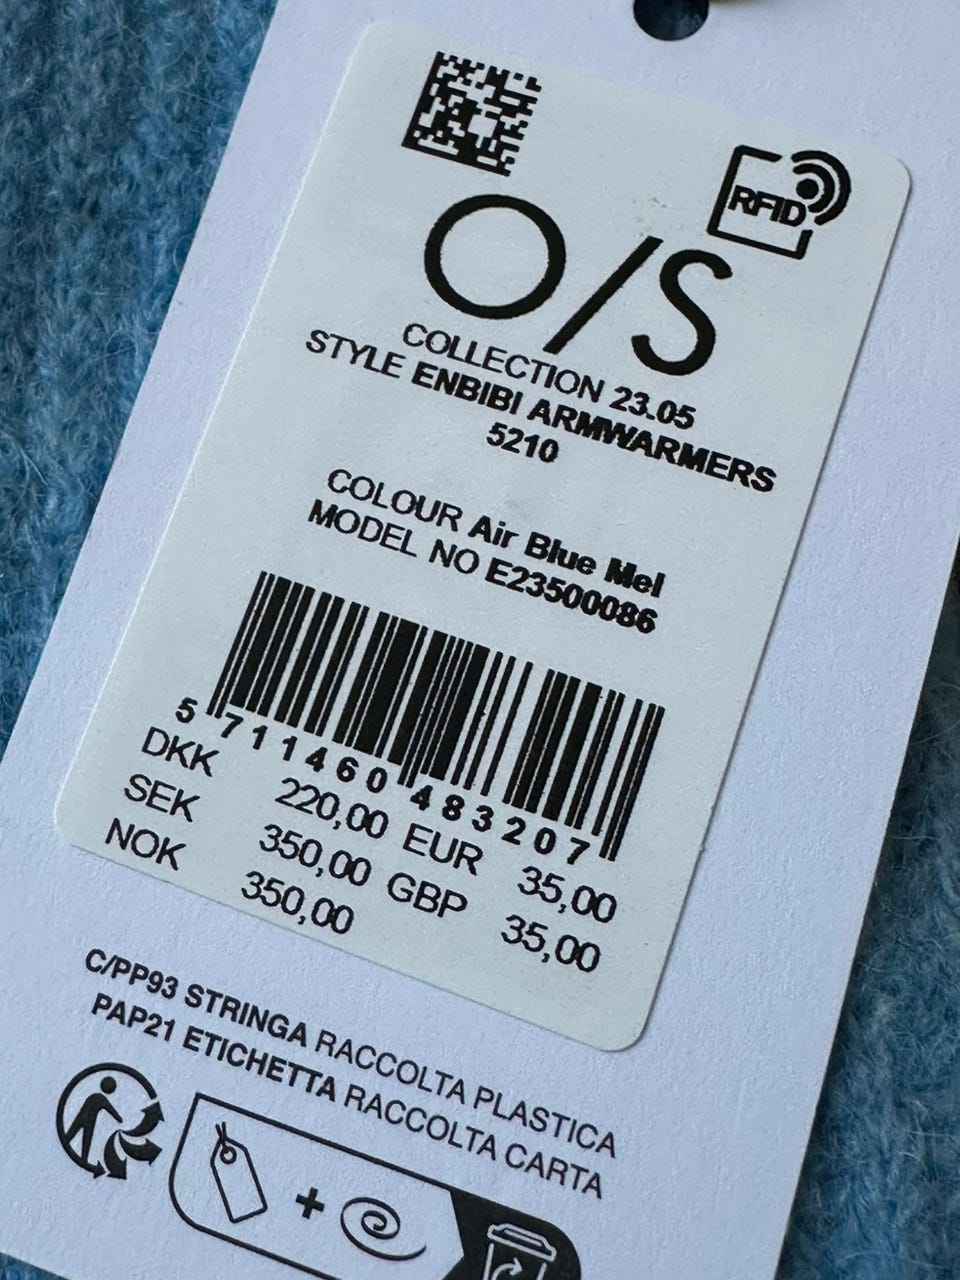 RFID
O/S
COLLECTION 23.05
STYLE ENBIBI ARMWARMERS
5210
COLOUR Air Blue Mel
MODEL NO E23500086
5 711460 483207
DKK 220,00 EUR 35,00
SEK 350,00 GBP 35,00
NOK 350,00
C/PP93 STRINGA RACCOLTA PLASTICA
PAP21 ETICHETTA RACCOLTA CARTA